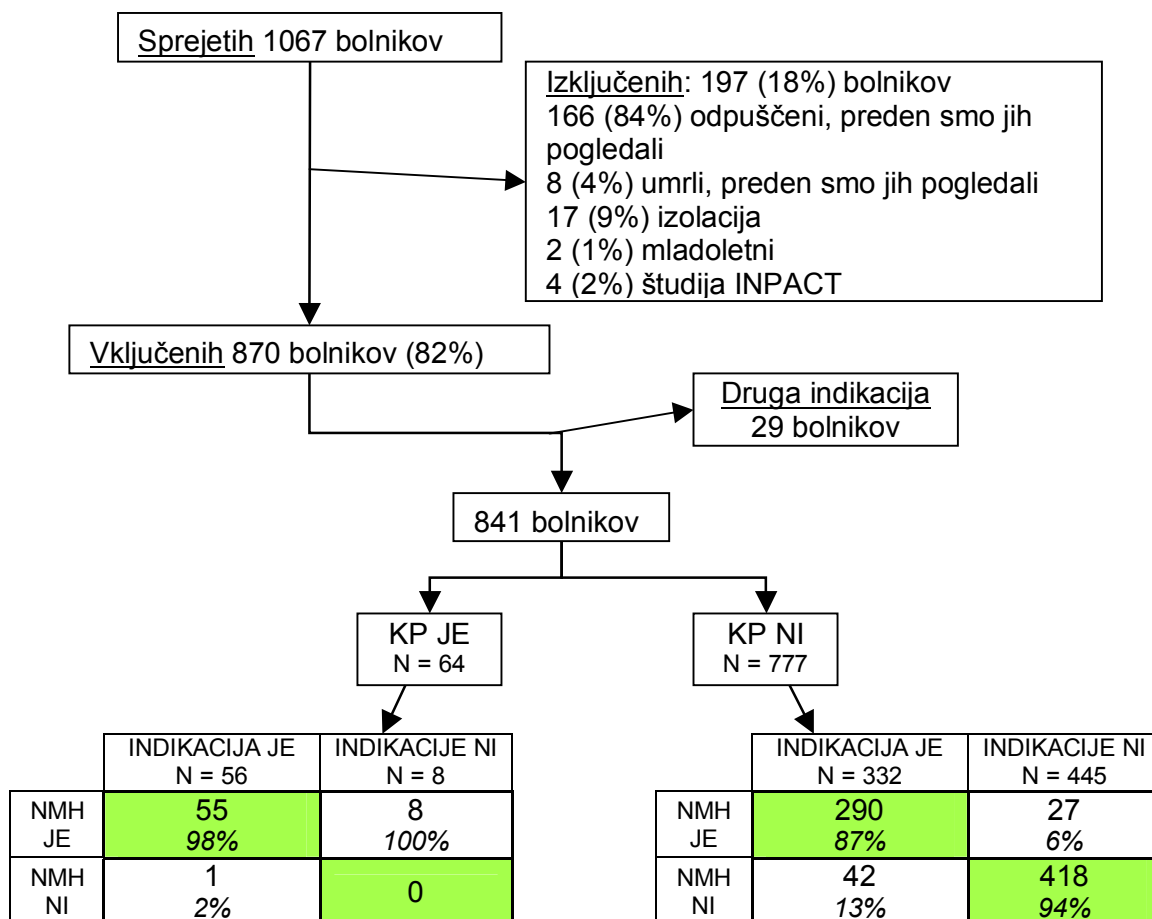 Sprejetih 1067 bolnikov
Izključenih: 197 (18%) bolnikov
166 (84%) odpuščeni, preden smo jih
pogledali
8 (4%) umrli, preden smo jih pogledali
17 (9%) izolacija
2 (1%) mladoletni
4 (2%) študija INPACT
Vključenih 870 bolnikov (82%)
Druga indikacija
29 bolnikov
841 bolnikov
KP JE
N = 64
KP NI
N = 777
INDIKACIJA JE
N = 56
INDIKACIJE NI
N = 8
NMH
JE
55
98%
8
100%
NMH
NI
1
2%
0
INDIKACIJA JE
N = 332
INDIKACIJE NI
N = 445
NMH
JE
290
87%
27
6%
NMH
NI
42
13%
418
94%